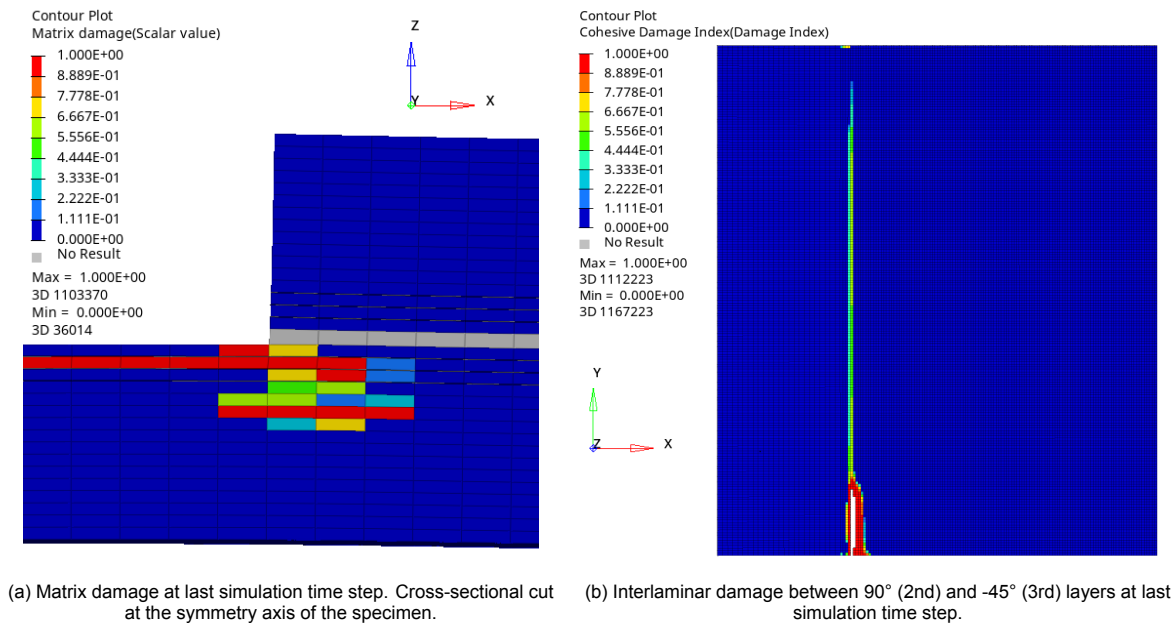 Contour Plot
Matrix damage(Scalar value)
1.000E+00
8.889E-01
7.778E-01
6.667E-01
5.556E-01
4.444E-01
3.333E-01
2.222E-01
1.111E-01
0.000E+00
No Result
Max = 1.000E+00
3D 1103370
Min = 0.000E+00
3D 36014
Z
Y
X
Contour Plot
Cohesive Damage Index(Damage Index)
1.000E+00
8.889E-01
7.778E-01
6.667E-01
5.556E-01
4.444E-01
3.333E-01
2.222E-01
1.111E-01
0.000E+00
No Result
Max = 1.000E+00
3D 1112223
Min = 0.000E+00
3D 1167223
Y
Z
X
(a) Matrix damage at last simulation time step. Cross-sectional cut
at the symmetry axis of the specimen.
(b) Interlaminar damage between 90° (2nd) and -45° (3rd) layers at last
simulation time step.